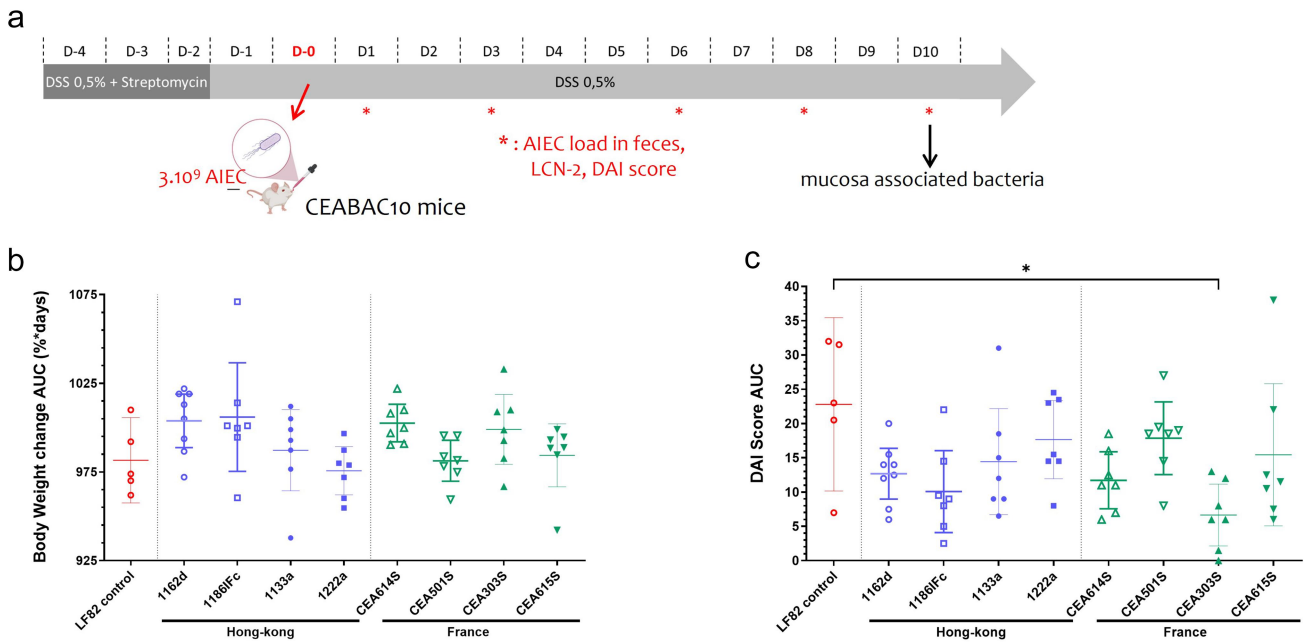 a
D-4 D-3 D-2 D-1 D-0 D1 D2 D3 D4 D5 D6 D7 D8 D9 D10
DSS 0,5% + Streptomycin DSS 0,5%
* * * * *
* : AIEC load in feces,
LCN-2, DAI score
3.10⁹ AIEC
CEABAC10 mice
mucosa associated bacteria
b
Body Weight change AUC (%*days)
1075
1025
975
925
LF82 control 1162d 1186IFc 1133a 1222a CEA614S CEA501S CEA303S CEA615S
Hong-kong France
c
*
DAI Score AUC
40
35
30
25
20
15
10
5
0
LF82 control 1162d 1186IFc 1133a 1222a CEA614S CEA501S CEA303S CEA615S
Hong-kong France